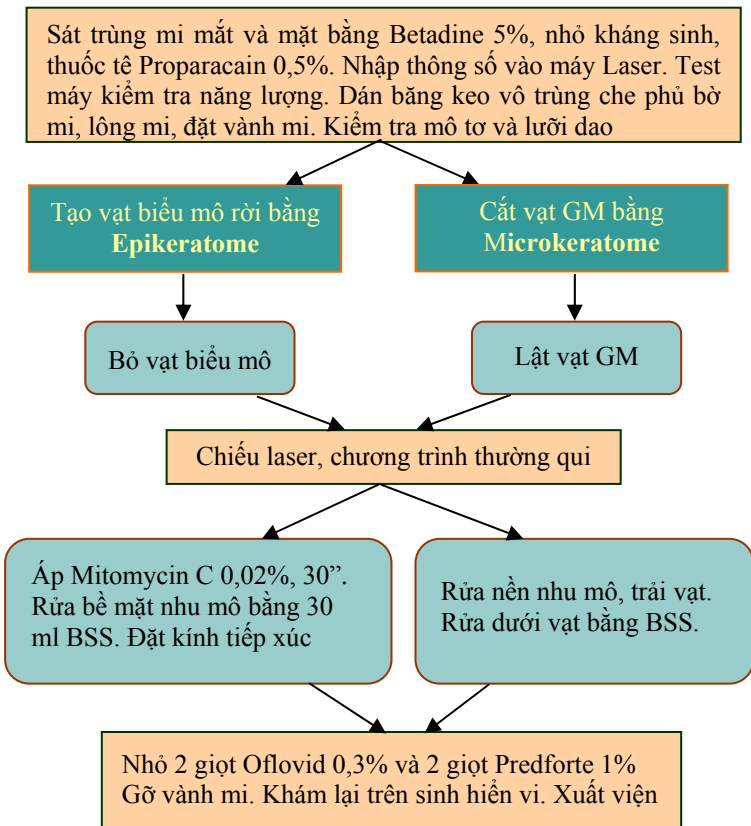 Sát trùng mi mắt và mặt bằng Betadine 5%, nhỏ kháng sinh,
thuốc tê Proparacain 0,5%. Nhập thông số vào máy Laser. Test
máy kiểm tra năng lượng. Dán băng keo vô trùng che phủ bờ
mi, lông mi, đặt vành mi. Kiểm tra mô tơ và lưỡi dao
Tạo vạt biểu mô rời bằng
Epikeratome
Cắt vạt GM bằng
Microkeratome
Bỏ vạt biểu mô
Lật vạt GM
Chiếu laser, chương trình thường qui
Áp Mitomycin C 0,02%, 30”.
Rửa bề mặt nhu mô bằng 30
ml BSS. Đặt kính tiếp xúc
Rửa nền nhu mô, trải vạt.
Rửa dưới vạt bằng BSS.
Nhỏ 2 giọt Oflovid 0,3% và 2 giọt Predforte 1%
Gỡ vành mi. Khám lại trên sinh hiển vi. Xuất viện